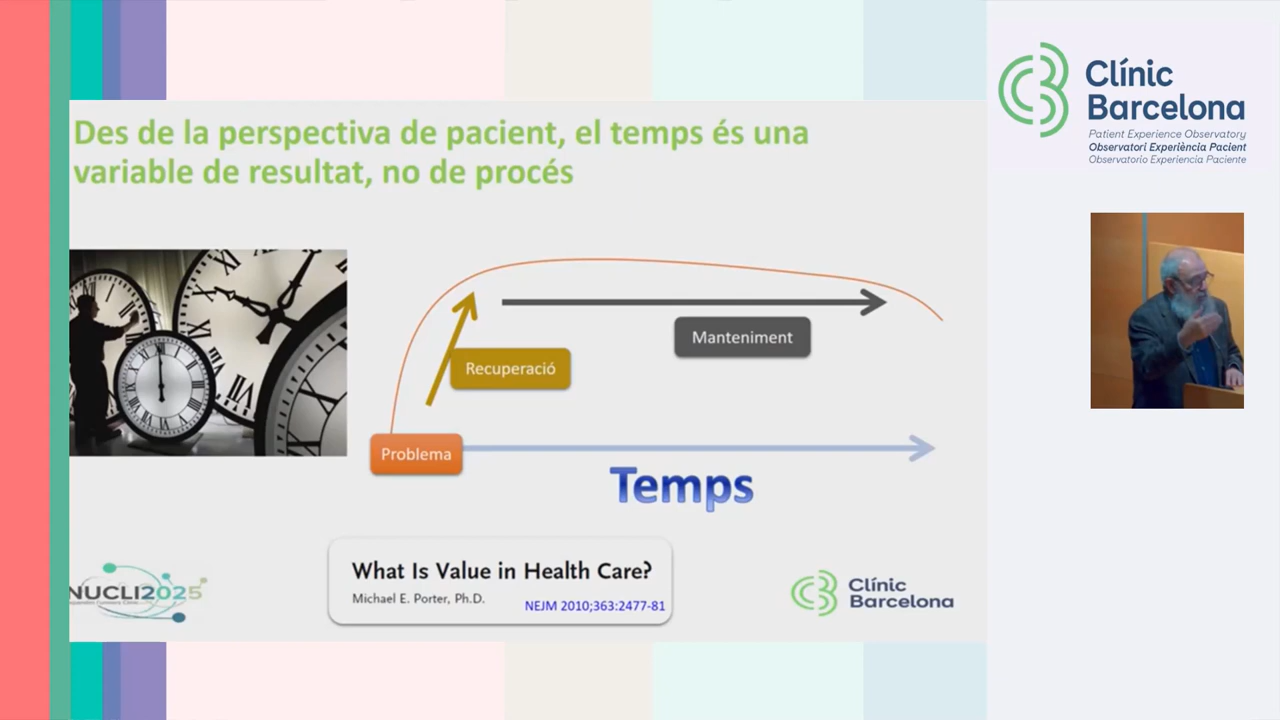 Clínic
Barcelona
Patient Experience Observatory
Observatori Experiència Pacient
Observatorio Experiencia Paciente
Des de la perspectiva de pacient, el temps és una
variable de resultat, no de procés
Manteniment
Recuperació
Problema
Temps
What Is Value in Health Care?
Michael E. Porter, Ph.D.
NEJM 2010;363:2477-81
NUCLI2025
Clínic
Barcelona